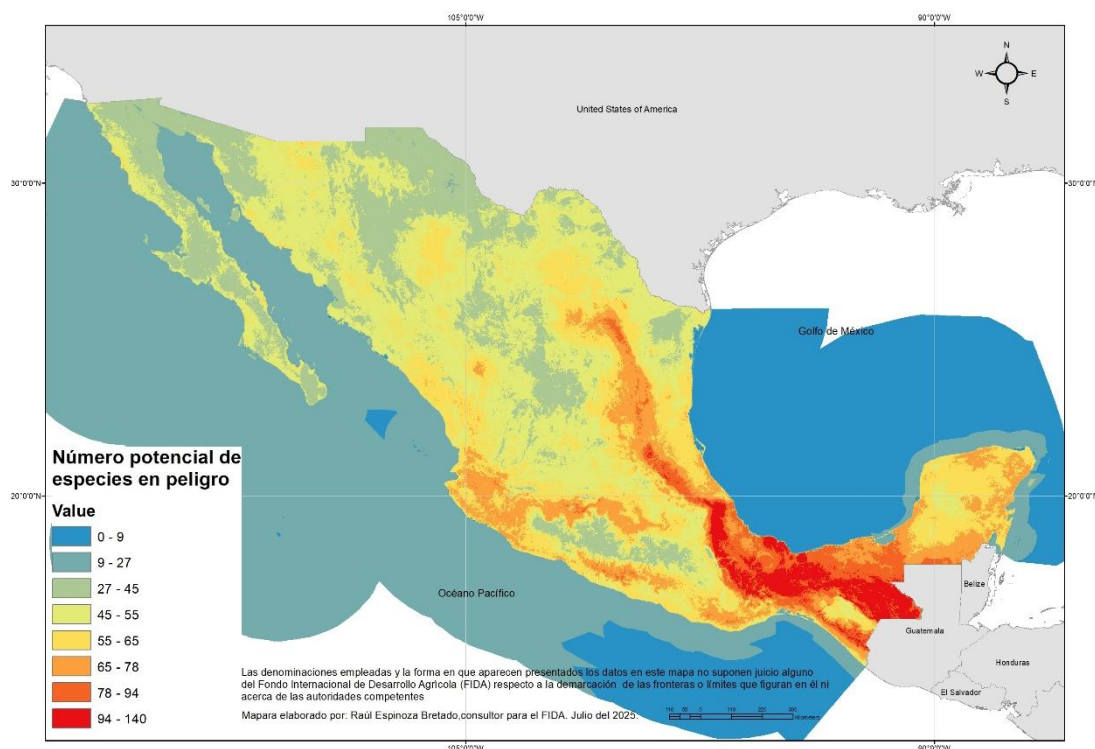 105°0'0"W
90°0'0"W
N
W
E
S
United States of America
30°0'0"N
30°0'0"N
Golfo de México
Número potencial de
especies en peligro
Value
0 - 9
9 - 27
27 - 45
45 - 55
55 - 65
65 - 78
78 - 94
94 - 140
20°0'0"N
20°0'0"N
Océano Pacífico
Belize
Guatemala
Honduras
El Salvador
Las denominaciones empleadas y la forma en que aparecen presentados los datos en este mapa no suponen juicio alguno
del Fondo Internacional de Desarrollo Agrícola (FIDA) respecto a la demarcación de las fronteras o límites que figuran en él ni
acerca de las autoridades competentes
Mapara elaborado por: Raúl Espinoza Bretado,consultor para el FIDA. Julio del 2025.
105°0'0"W
90°0'0"W